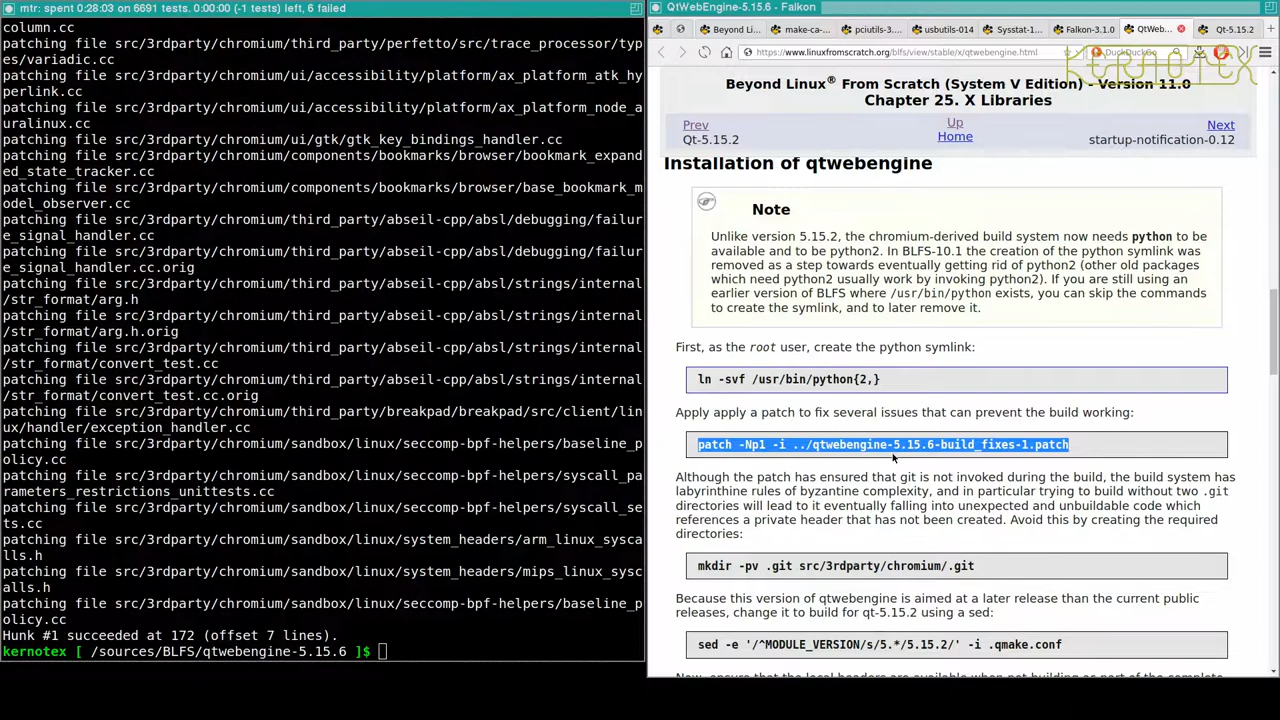 mtr: spent 0:28:03 on 6691 tests. 0:00:00 (-1 tests) left, 6 failed
column.cc
patching file src/3rdparty/chromium/third_party/perfetto/src/trace_processor/typ
es/variadic.cc
patching file src/3rdparty/chromium/ui/accessibility/platform/ax_platform_atk_hy
perlink.cc
patching file src/3rdparty/chromium/ui/accessibility/platform/ax_platform_node_a
uralinux.cc
patching file src/3rdparty/chromium/ui/gtk/gtk_key_bindings_handler.cc
patching file src/3rdparty/chromium/components/bookmarks/browser/bookmark_expand
ed_state_tracker.cc
patching file src/3rdparty/chromium/components/bookmarks/browser/base_bookmark_m
odel_observer.cc
patching file src/3rdparty/chromium/third_party/abseil-cpp/absl/debugging/failur
e_signal_handler.cc
patching file src/3rdparty/chromium/third_party/abseil-cpp/absl/debugging/failur
e_signal_handler.cc.orig
patching file src/3rdparty/chromium/third_party/abseil-cpp/absl/strings/internal
/str_format/arg.h
patching file src/3rdparty/chromium/third_party/abseil-cpp/absl/strings/internal
/str_format/arg.h.orig
patching file src/3rdparty/chromium/third_party/abseil-cpp/absl/strings/internal
/str_format/convert_test.cc
patching file src/3rdparty/chromium/third_party/abseil-cpp/absl/strings/internal
/str_format/convert_test.cc.orig
patching file src/3rdparty/chromium/third_party/breakpad/breakpad/src/client/lin
ux/handler/exception_handler.cc
patching file src/3rdparty/chromium/sandbox/linux/seccomp-bpf-helpers/baseline_p
olicy.cc
patching file src/3rdparty/chromium/sandbox/linux/seccomp-bpf-helpers/syscall_pa
rameters_restrictions_unittests.cc
patching file src/3rdparty/chromium/sandbox/linux/seccomp-bpf-helpers/syscall_se
ts.cc
patching file src/3rdparty/chromium/sandbox/linux/system_headers/arm_linux_sysca
lls.h
patching file src/3rdparty/chromium/sandbox/linux/system_headers/mips_linux_sysc
alls.h
patching file src/3rdparty/chromium/sandbox/linux/seccomp-bpf-helpers/baseline_p
olicy.cc
Hunk #1 succeeded at 172 (offset 7 lines).
kernotex [ /sources/BLFS/qtwebengine-5.15.6 ]$
QtWebEngine-5.15.6 - Falkon
Beyond Li... make-ca-... pciutils-3.... usbutils-014 Sysstat-1... Falkon-3.1.0 QtWeb... Qt-5.15.2
https://www.linuxfromscratch.org/blfs/view/stable/x/qtwebengine.html DuckDuckGo
KERNOTEX
Beyond Linux® From Scratch (System V Edition) - Version 11.0
Chapter 25. X Libraries
Prev Up Next
Qt-5.15.2 Home startup-notification-0.12
Installation of qtwebengine
Note
Unlike version 5.15.2, the chromium-derived build system now needs python to be
available and to be python2. In BLFS-10.1 the creation of the python symlink was
removed as a step towards eventually getting rid of python2 (other old packages
which need python2 usually work by invoking python2). If you are still using an
earlier version of BLFS where /usr/bin/python exists, you can skip the commands
to create the symlink, and to later remove it.
First, as the root user, create the python symlink:
ln -svf /usr/bin/python{2,}
Apply apply a patch to fix several issues that can prevent the build working:
patch -Np1 -i ../qtwebengine-5.15.6-build_fixes-1.patch
Although the patch has ensured that git is not invoked during the build, the build system has
labyrinthine rules of byzantine complexity, and in particular trying to build without two .git
directories will lead to it eventually falling into unexpected and unbuildable code which
references a private header that has not been created. Avoid this by creating the required
directories:
mkdir -pv .git src/3rdparty/chromium/.git
Because this version of qtwebengine is aimed at a later release than the current public
releases, change it to build for qt-5.15.2 using a sed:
sed -e '/^MODULE_VERSION/s/5.*/5.15.2/' -i .qmake.conf